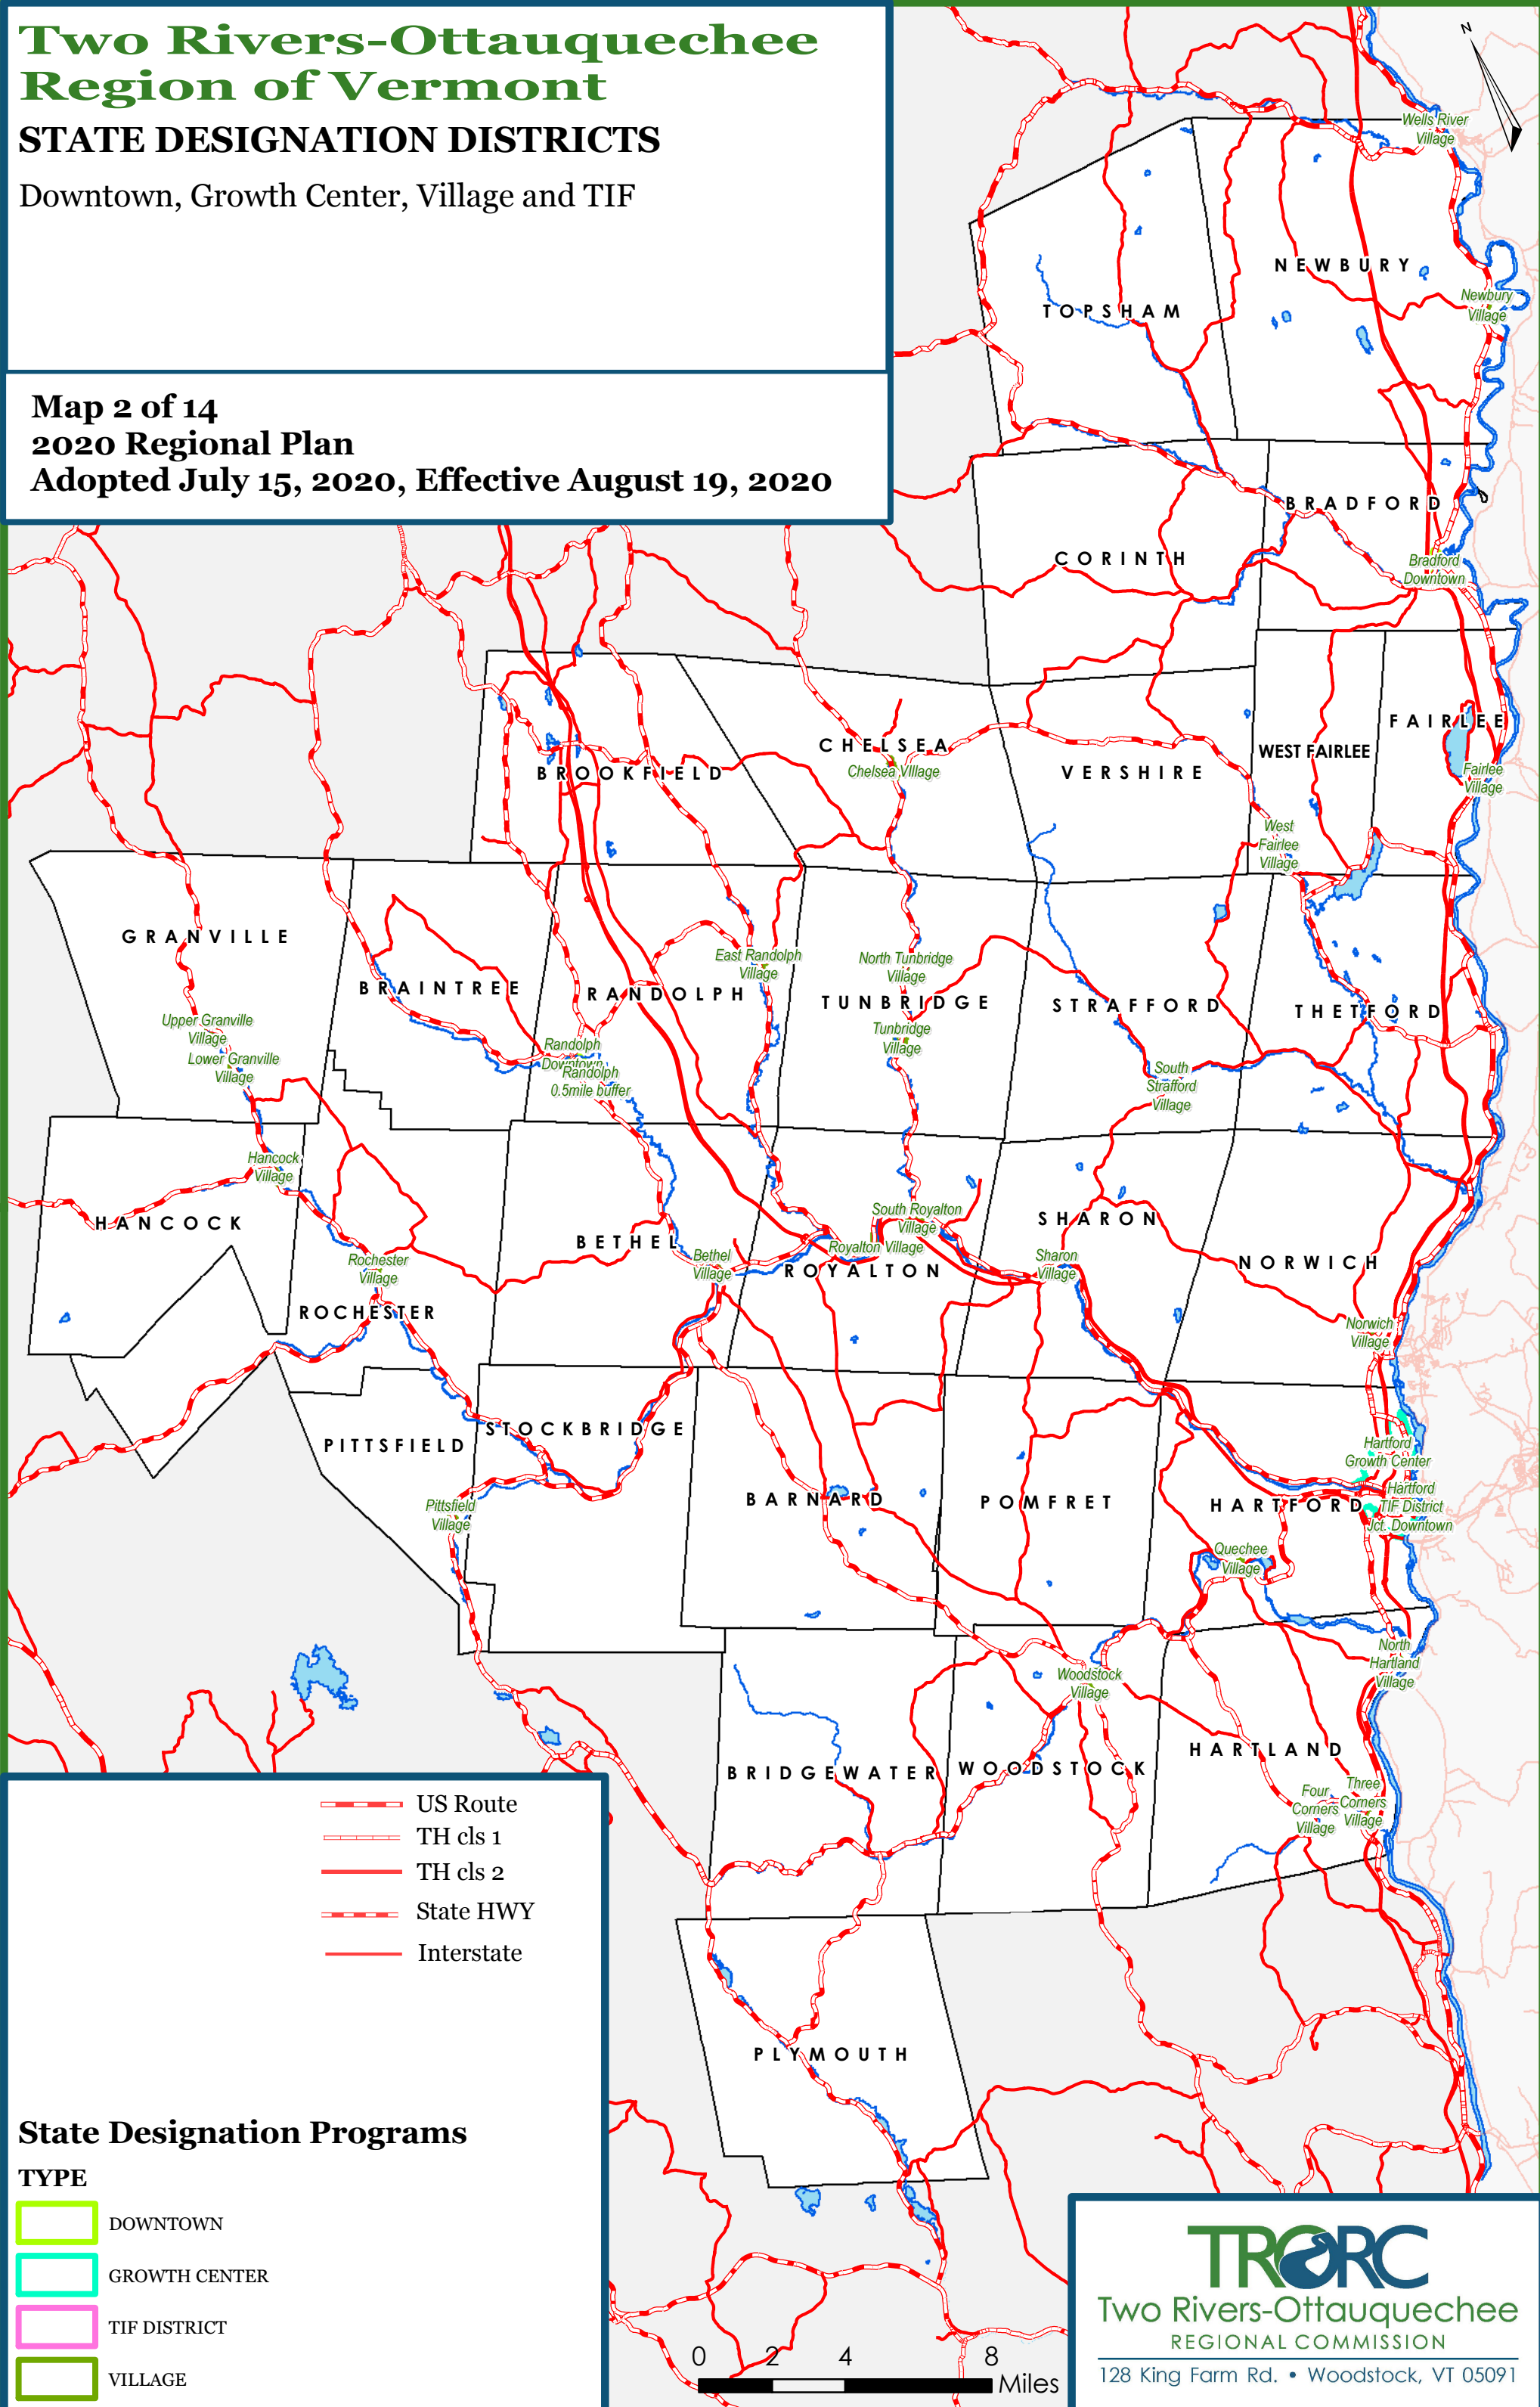 Two Rivers-Ottauquechee
Region of Vermont
STATE DESIGNATION DISTRICTS
Downtown, Growth Center, Village and TIF
Map 2 of 14
2020 Regional Plan
Adopted July 15, 2020, Effective August 19, 2020
N
Wells River
Village
NEWBURY
Newbury
Village
TOPSHAM
BRADFORD
CORINTH
Bradford
Downtown
FAIRLEE
CHELSEA
Chelsea Village
WEST FAIRLEE
BROOKFIELD
VERSHIRE
Fairlee
Village
West
Fairlee
Village
GRANVILLE
East Randolph
Village
North Tunbridge
Village
BRAINTREE
RANDOLPH
TUNBRIDGE
STRAFFORD
THETFORD
Upper Granville
Village
Lower Granville
Village
Tunbridge
Village
Randolph
Downtown
Randolph
0.5mile buffer
South
Strafford
Village
Hancock
Village
HANCOCK
South Royalton
Village
SHARON
BETHEL
Royalton Village
Bethel
Village
ROYALTON
Sharon
Village
NORWICH
Rochester
Village
ROCHESTER
Norwich
Village
STOCKBRIDGE
PITTSFIELD
Hartford
Growth Center
Pittsfield
Village
BARNARD
POMFRET
HARTFORD
Hartford
TIF District
Jct. Downtown
Quechee
Village
North
Hartland
Village
Woodstock
Village
HARTLAND
BRIDGEWATER
WOODSTOCK
Four
Corners
Village
Three
Corners
Village
PLYMOUTH
US Route
TH cls 1
TH cls 2
State HWY
Interstate
State Designation Programs
TYPE
DOWNTOWN
GROWTH CENTER
TIF DISTRICT
VILLAGE
0 2 4 8
Miles
TRORC
Two Rivers-Ottauquechee
REGIONAL COMMISSION
128 King Farm Rd. • Woodstock, VT 05091